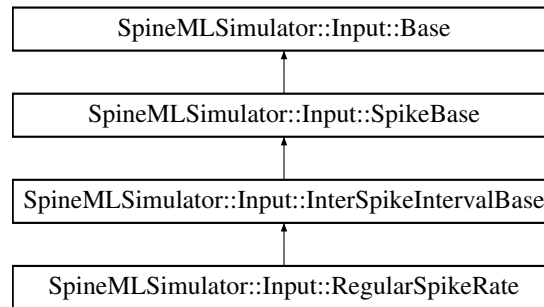 SpineMLSimulator::Input::Base
SpineMLSimulator::Input::SpikeBase
SpineMLSimulator::Input::InterSpikeIntervalBase
SpineMLSimulator::Input::RegularSpikeRate